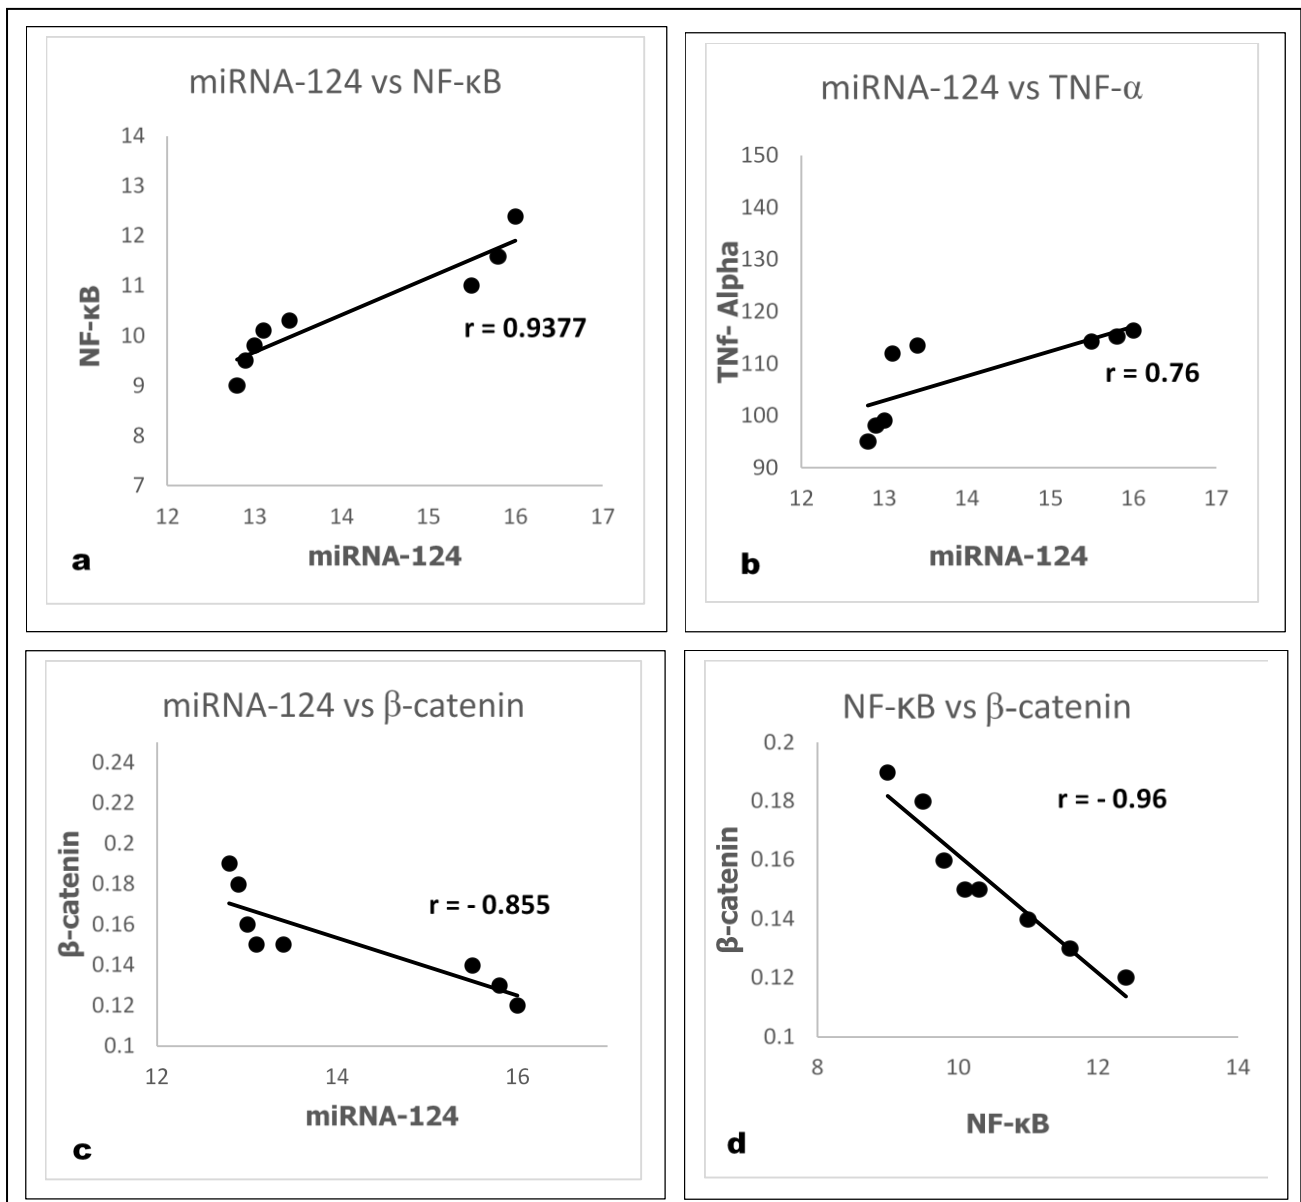 miRNA-124 vs NF-κB
14
13
12
11
10
9
8
7
NF-κB
r = 0.9377
12 13 14 15 16 17
miRNA-124
a
miRNA-124 vs TNF-α
150
140
130
120
110
100
90
TNf- Alpha
r = 0.76
12 13 14 15 16 17
miRNA-124
b
miRNA-124 vs β-catenin
0.24
0.22
0.2
0.18
0.16
0.14
0.12
0.1
β-catenin
r = - 0.855
12 14 16
miRNA-124
c
NF-κB vs β-catenin
0.2
0.18
0.16
0.14
0.12
0.1
β-catenin
r = - 0.96
8 10 12 14
NF-κB
d